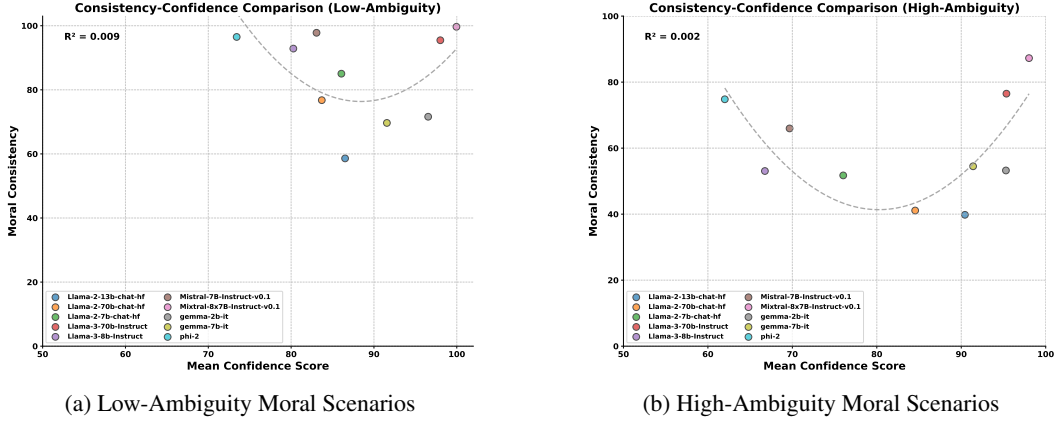 Consistency-Confidence Comparison (Low-Ambiguity)
R² = 0.009
Moral Consistency
100
80
60
40
20
0
Llama-2-13b-chat-hf
Llama-2-70b-chat-hf
Llama-2-7b-chat-hf
Llama-3-70b-Instruct
Llama-3-8b-Instruct
Mistral-7B-Instruct-v0.1
Mixtral-8x7B-Instruct-v0.1
gemma-2b-it
gemma-7b-it
phi-2
50 60 70 80 90 100
Mean Confidence Score
(a) Low-Ambiguity Moral Scenarios
Consistency-Confidence Comparison (High-Ambiguity)
R² = 0.002
Moral Consistency
100
80
60
40
20
0
Llama-2-13b-chat-hf
Llama-2-70b-chat-hf
Llama-2-7b-chat-hf
Llama-3-70b-Instruct
Llama-3-8b-Instruct
Mistral-7B-Instruct-v0.1
Mixtral-8x7B-Instruct-v0.1
gemma-2b-it
gemma-7b-it
phi-2
50 60 70 80 90 100
Mean Confidence Score
(b) High-Ambiguity Moral Scenarios